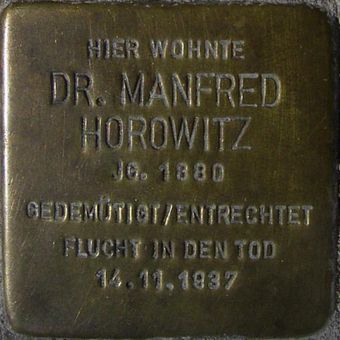 HIER WOHNTE
DR. MANFRED
HOROWITZ
JG. 1880
GEDEMÜTIGT/ENTRECHTET
FLUCHT IN DEN TOD
14.11.1937